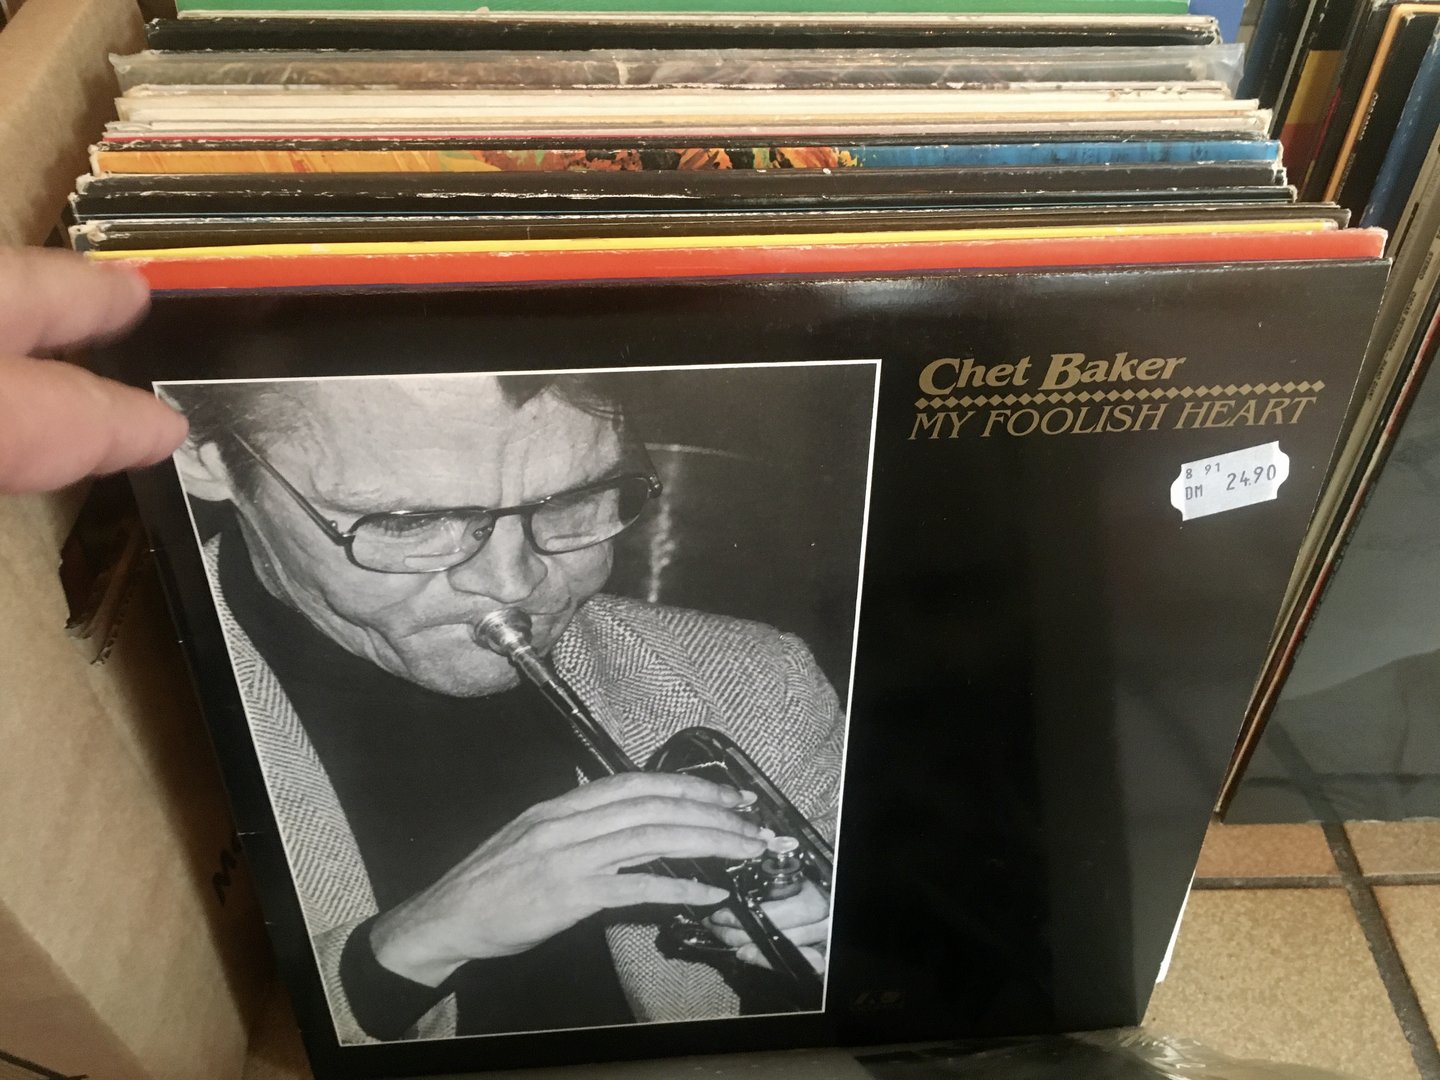 Chet Baker
MY FOOLISH HEART
8 91
DM 24.90